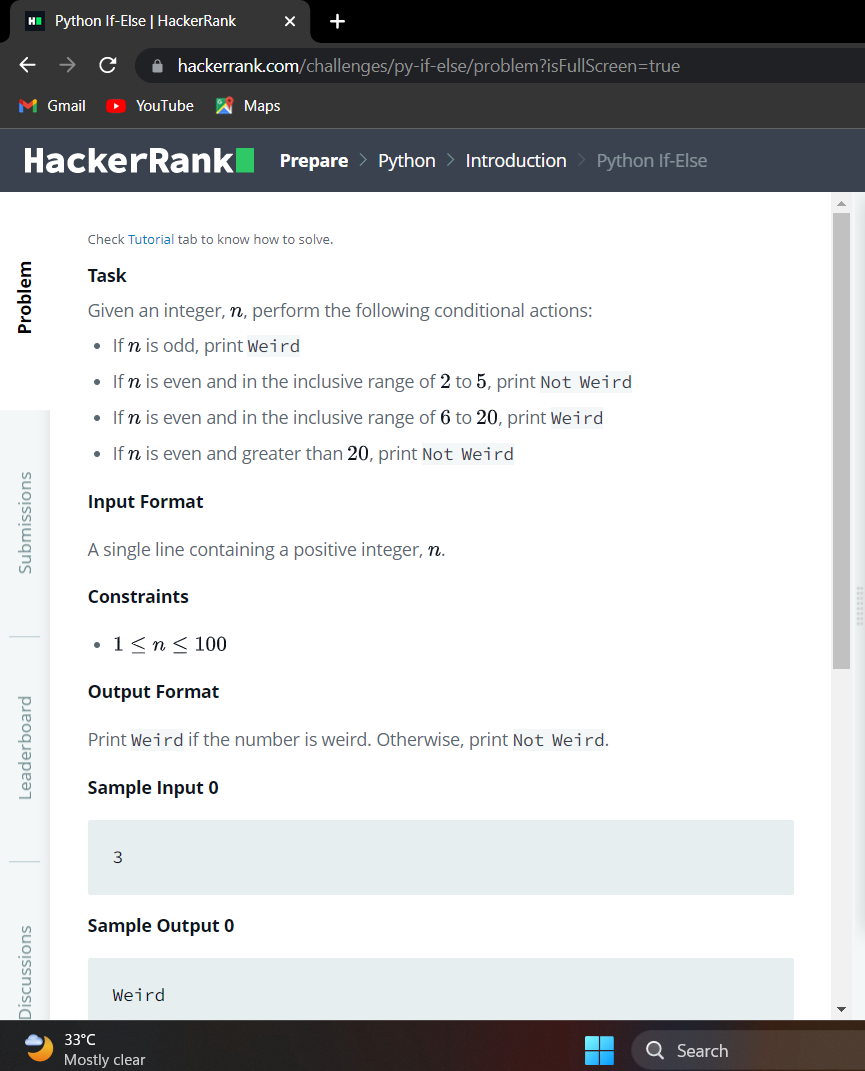 Python If-Else | HackerRank
hackerrank.com/challenges/py-if-else/problem?isFullScreen=true
Gmail YouTube Maps
HackerRank Prepare > Python > Introduction > Python If-Else
Problem
Submissions
Leaderboard
Discussions
Check Tutorial tab to know how to solve.
Task
Given an integer, n, perform the following conditional actions:
• If n is odd, print Weird
• If n is even and in the inclusive range of 2 to 5, print Not Weird
• If n is even and in the inclusive range of 6 to 20, print Weird
• If n is even and greater than 20, print Not Weird
Input Format
A single line containing a positive integer, n.
Constraints
• 1 ≤ n ≤ 100
Output Format
Print Weird if the number is weird. Otherwise, print Not Weird.
Sample Input 0
3
Sample Output 0
Weird
33°C
Mostly clear
Search